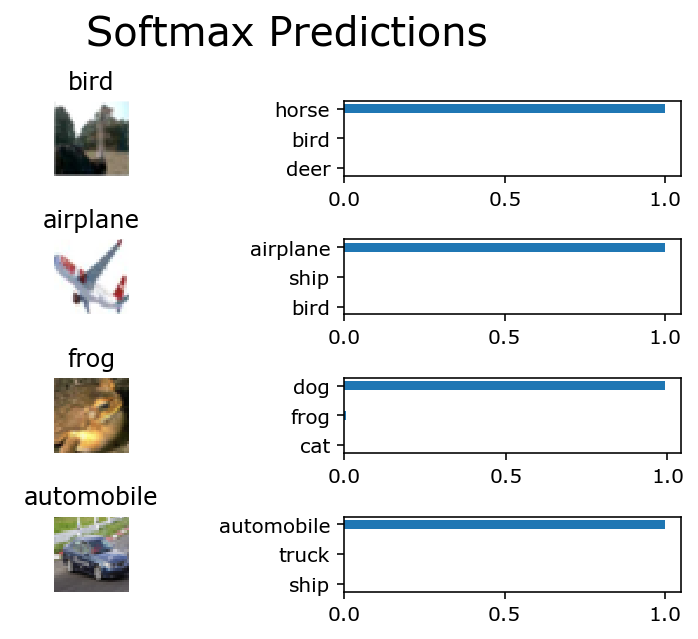 Softmax Predictions
bird
horse
bird
deer
0.0 0.5 1.0
airplane
airplane
ship
bird
0.0 0.5 1.0
frog
dog
frog
cat
0.0 0.5 1.0
automobile
automobile
truck
ship
0.0 0.5 1.0